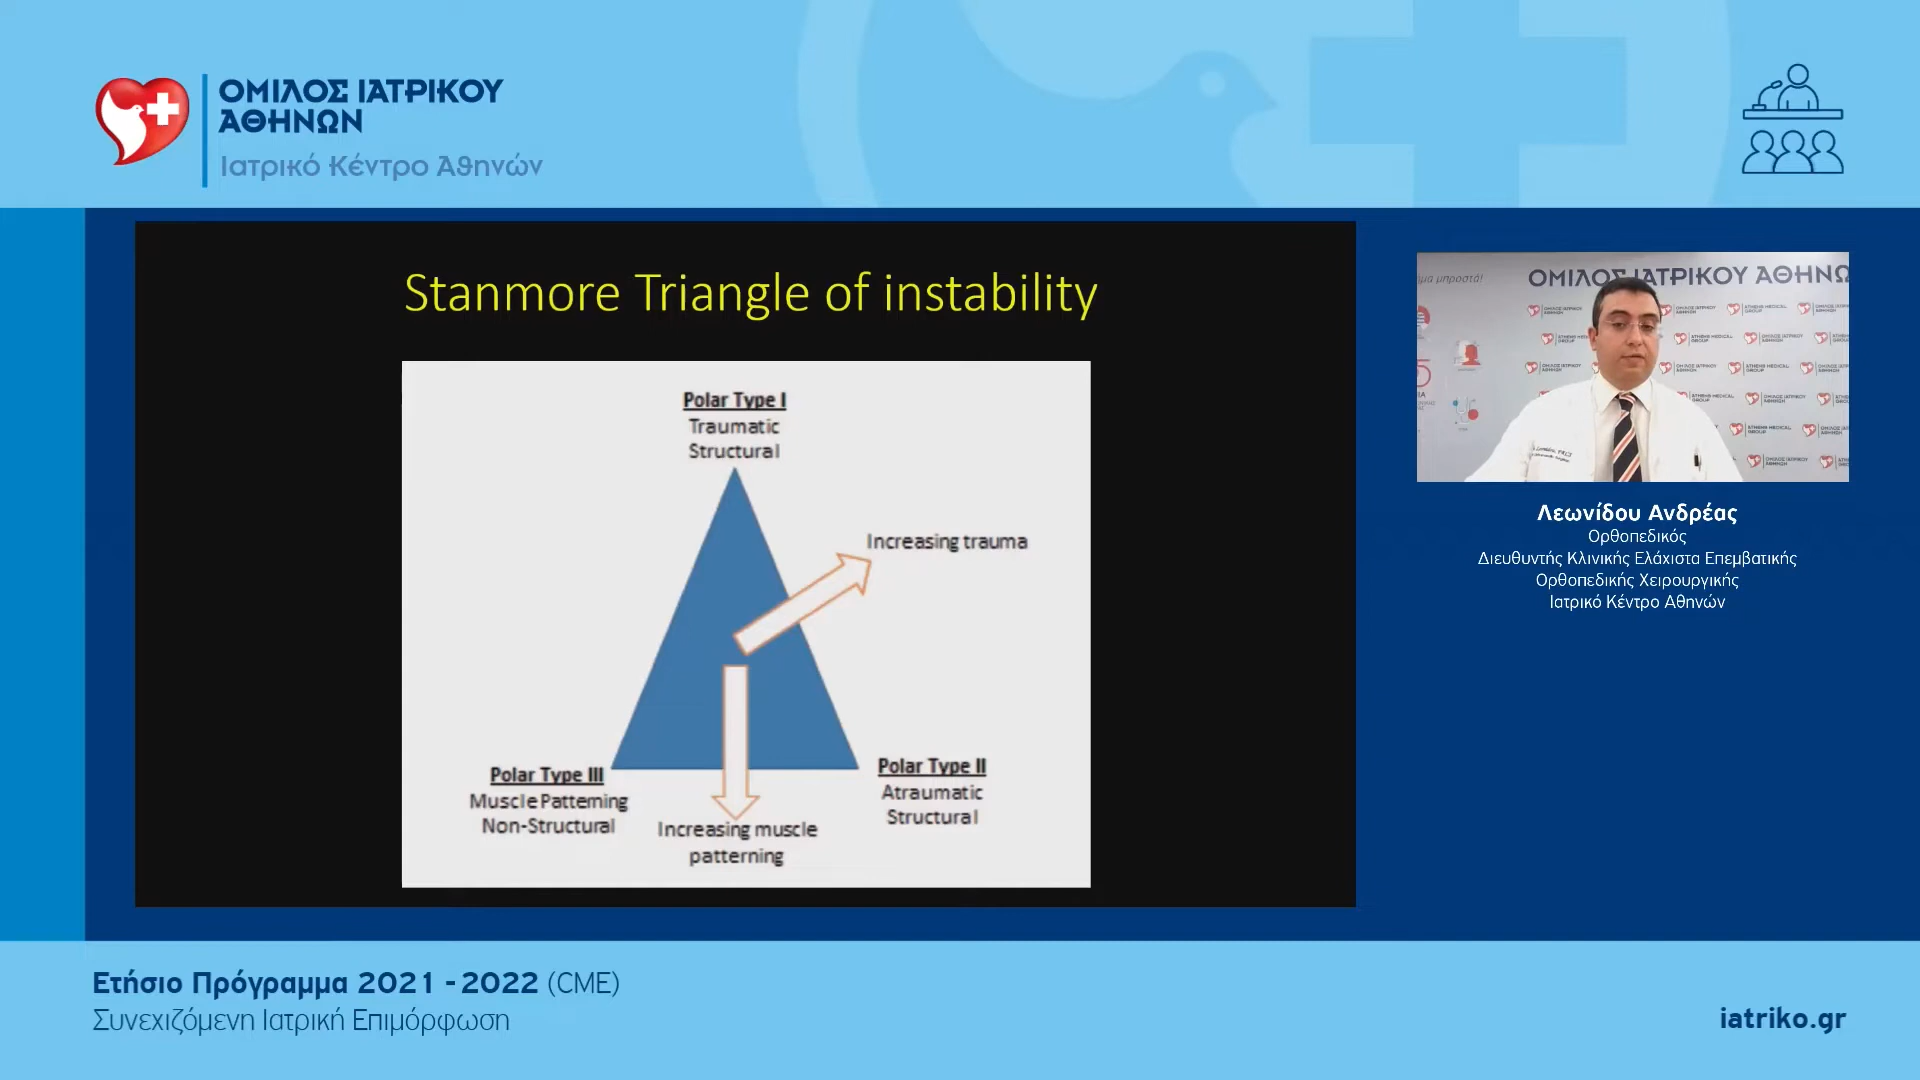 ΟΜΙΛΟΣ ΙΑΤΡΙΚΟΥ
ΑΘΗΝΩΝ
Ιατρικό Κέντρο Αθηνών
Stanmore Triangle of instability
Polar Type I
Traumatic
Structural
Increasing trauma
Polar Type III
Muscle Patterning
Non-Structural
Increasing muscle
patterning
Polar Type II
Atraumatic
Structural
μπροστά!
ΟΜΙΛΟΣ ΙΑΤΡΙΚΟΥ ΑΘΗΝΩ
Λεωνίδου Ανδρέας
Ορθοπεδικός
Διευθυντής Κλινικής Ελάχιστα Επεμβατικής
Ορθοπεδικής Χειρουργικής
Ιατρικό Κέντρο Αθηνών
Ετήσιο Πρόγραμμα 2021 - 2022 (CME)
Συνεχιζόμενη Ιατρική Επιμόρφωση
iatriko.gr